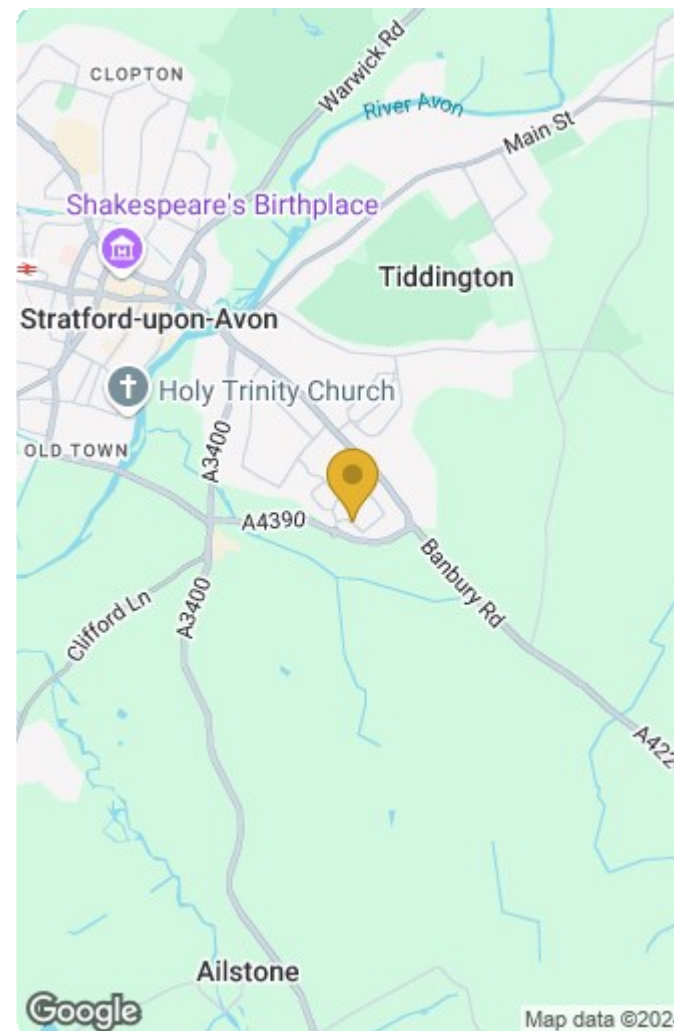 CLOPTON
Warwick Rd
River Avon
Main St
Shakespeare's Birthplace
M
Tiddington
Stratford-upon-Avon
Holy Trinity Church
OLD TOWN
A3400
A4390
Banbury Rd
Clifford Ln
A3400
A422
Ailstone
Google
Map data ©202